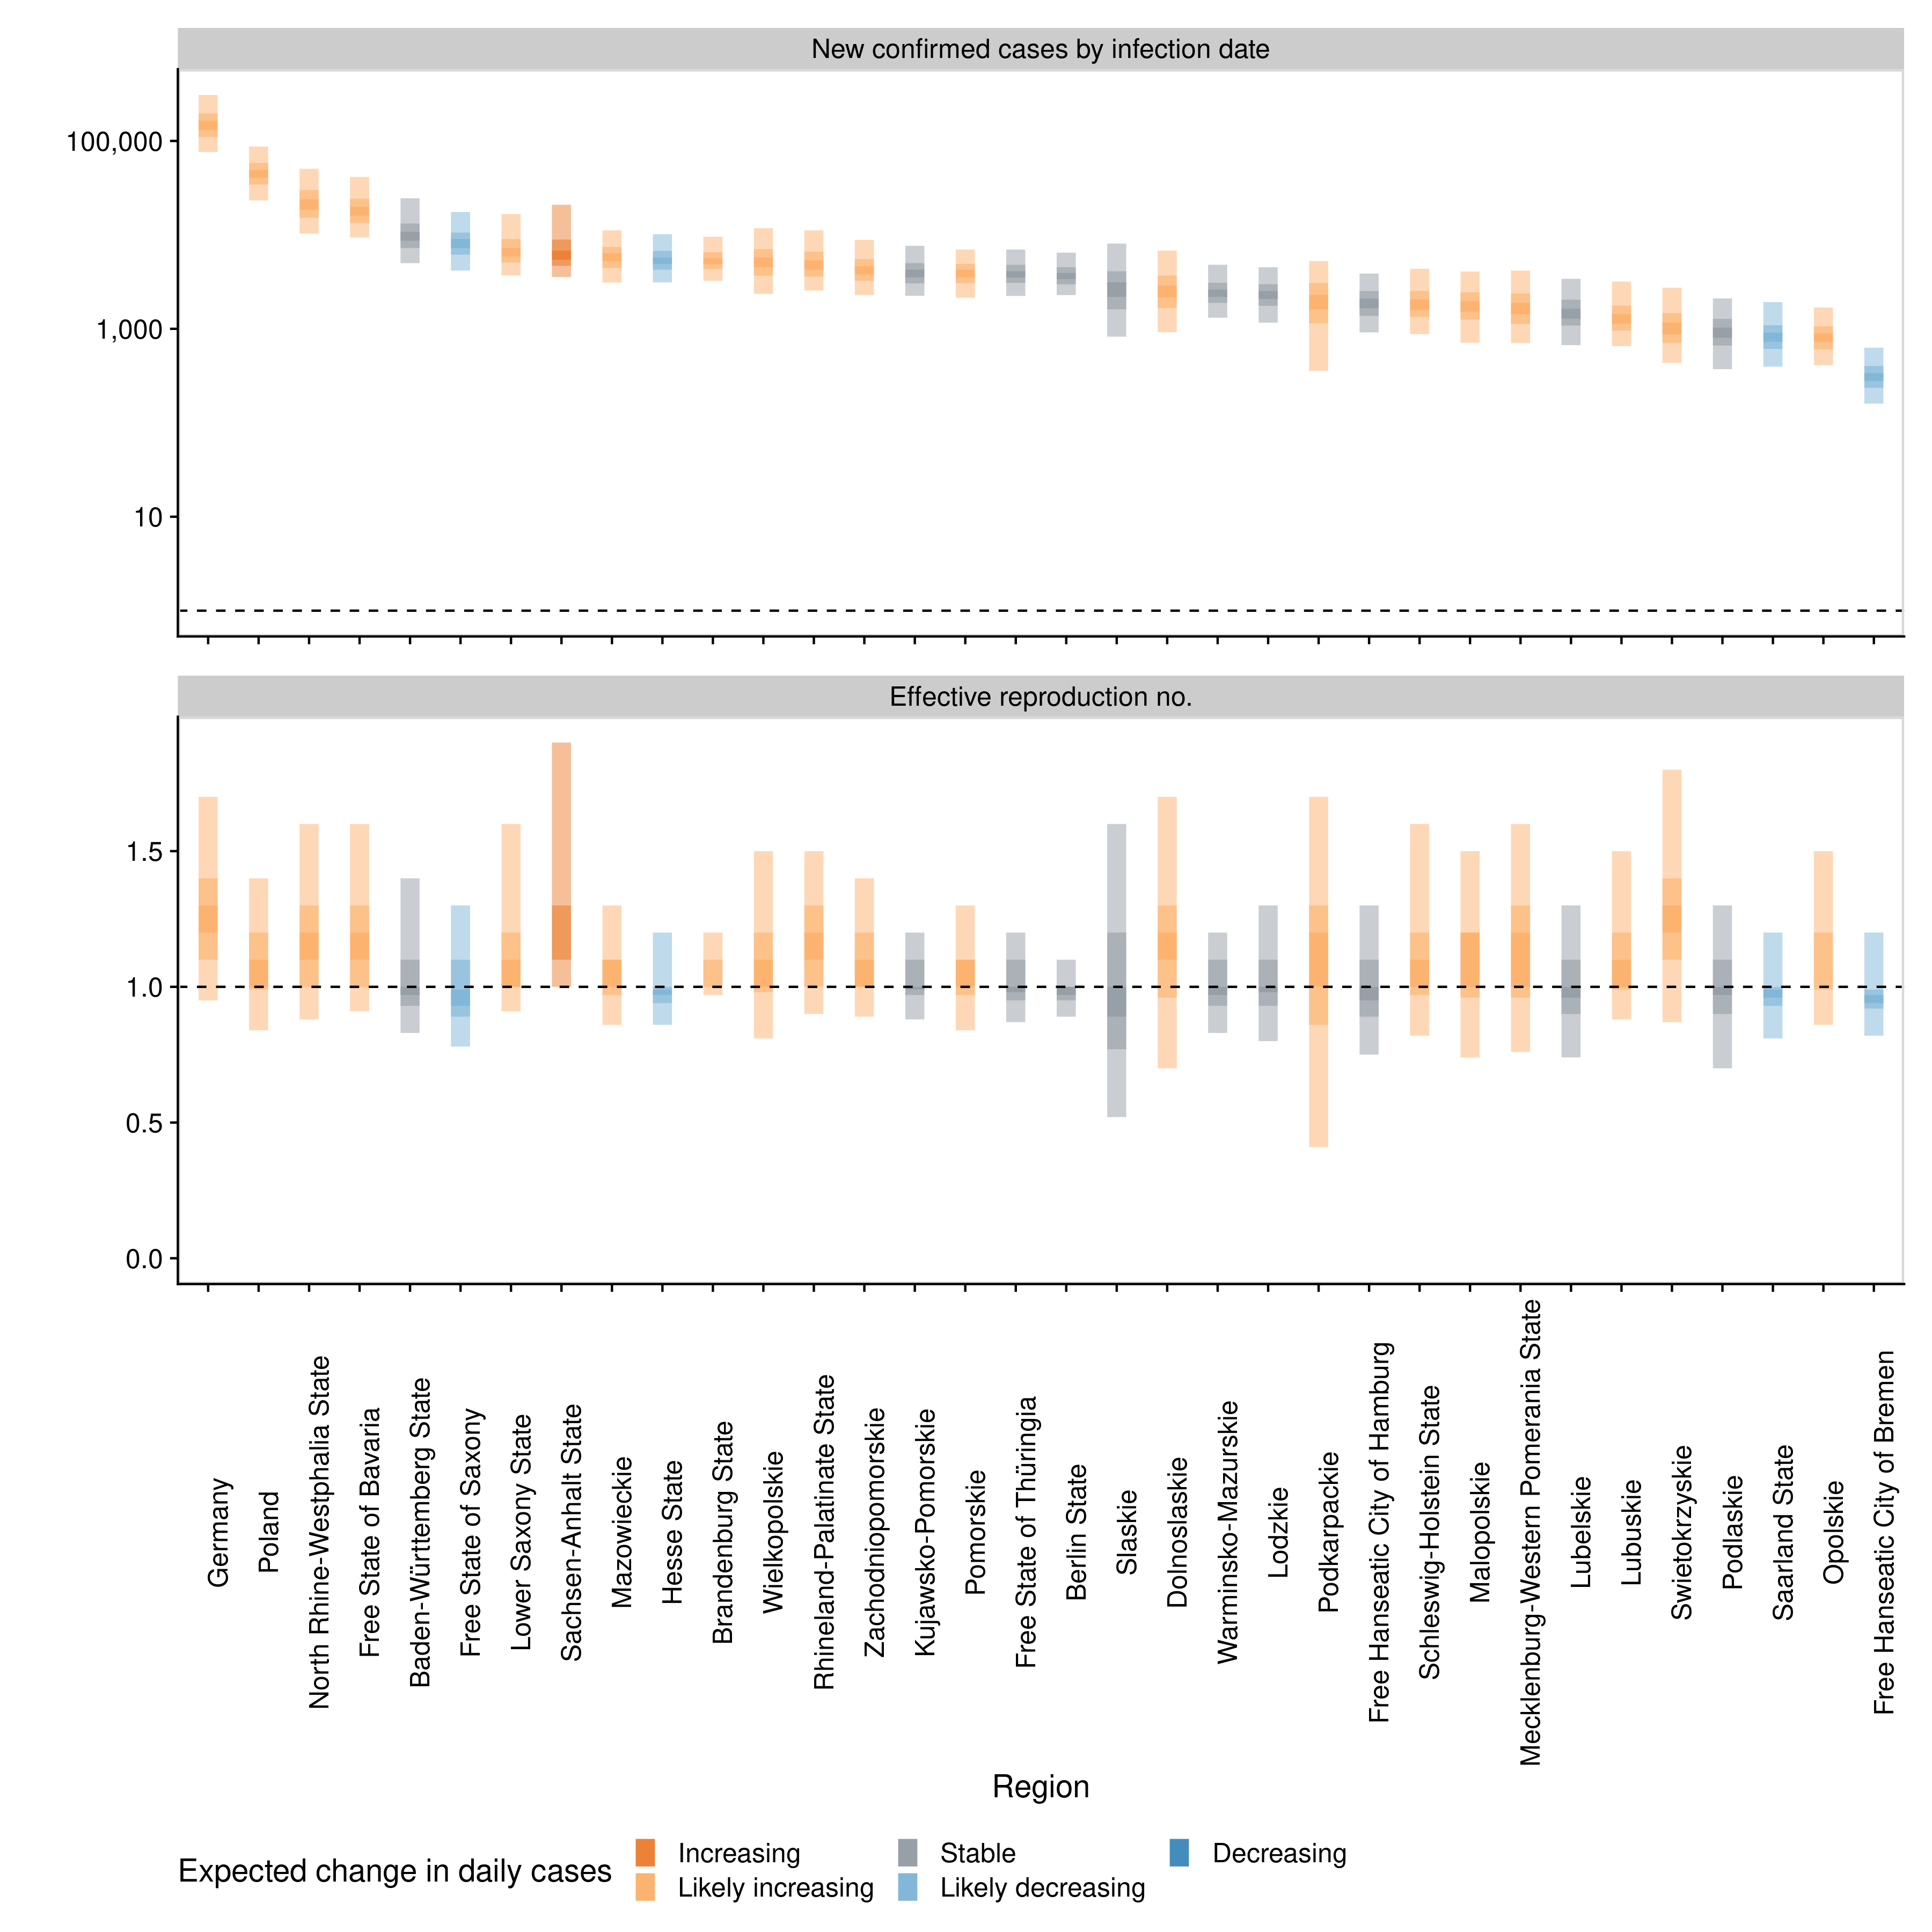 New confirmed cases by infection date
100,000
1,000
10
Effective reproduction no.
1.5
1.0
0.5
0.0
Germany
Poland
North Rhine-Westphalia State
Free State of Bavaria
Baden-Württemberg State
Free State of Saxony
Lower Saxony State
Sachsen-Anhalt State
Mazowieckie
Hesse State
Brandenburg State
Wielkopolskie
Rhineland-Palatinate State
Zachodniopomorskie
Kujawsko-Pomorskie
Pomorskie
Free State of Thüringia
Berlin State
Slaskie
Dolnoslaskie
Warminsko-Mazurskie
Lodzkie
Podkarpackie
Free Hanseatic City of Hamburg
Schleswig-Holstein State
Malopolskie
Mecklenburg-Western Pomerania State
Lubelskie
Lubuskie
Swietokrzyskie
Podlaskie
Saarland State
Opolskie
Free Hanseatic City of Bremen
Region
Expected change in daily cases
Increasing
Likely increasing
Stable
Likely decreasing
Decreasing